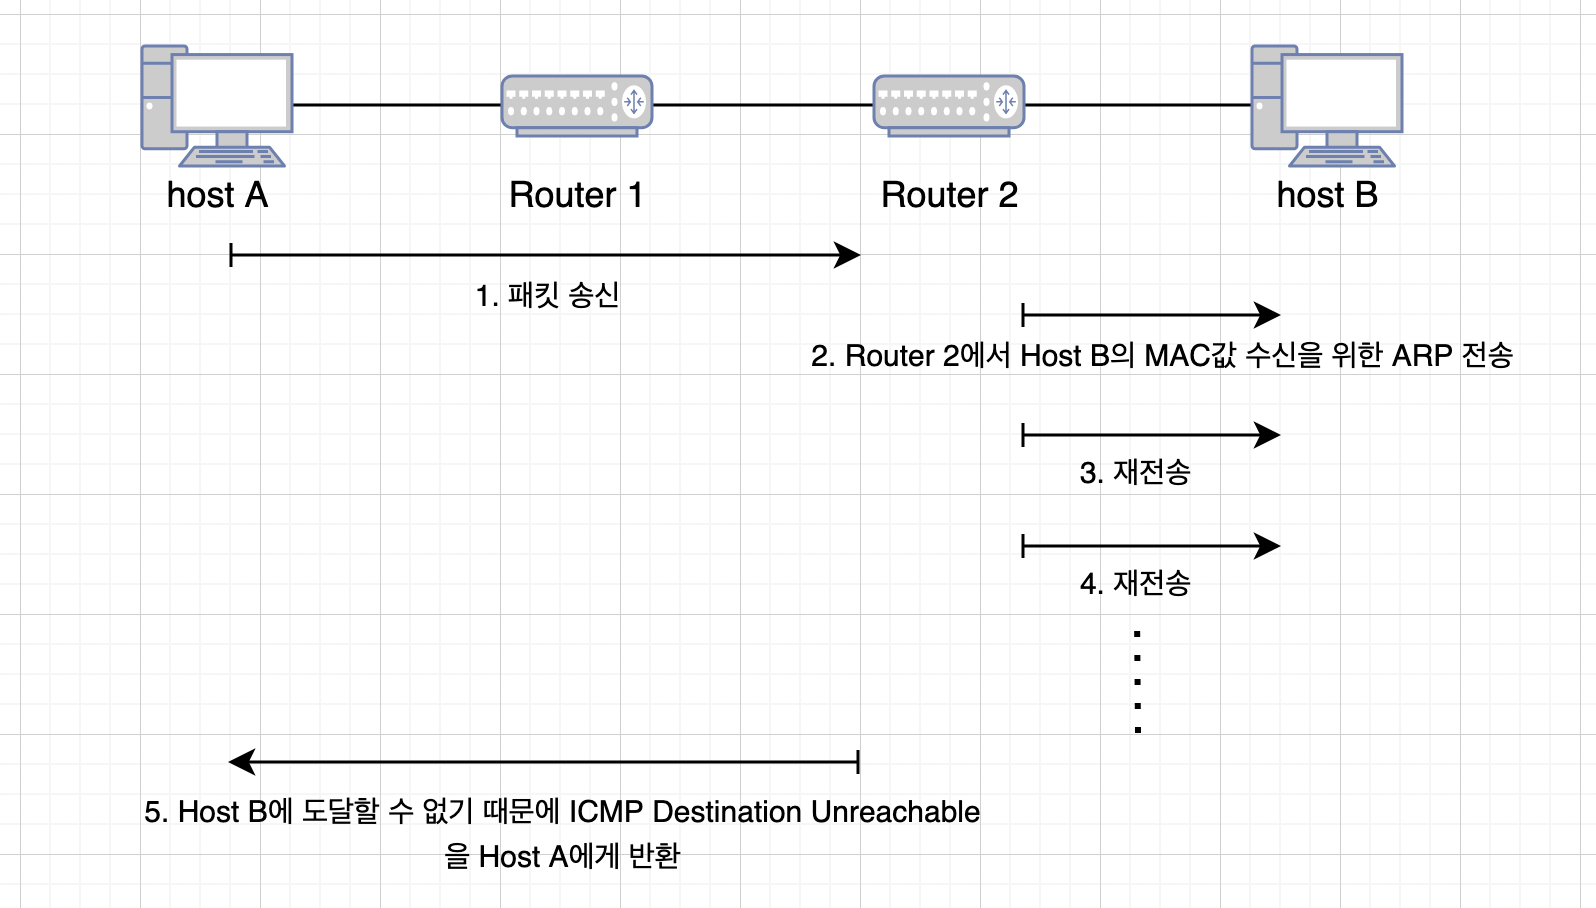 host A
Router 1
Router 2
host B
1. 패킷 송신
2. Router 2에서 Host B의 MAC값 수신을 위한 ARP 전송
3. 재전송
4. 재전송
5. Host B에 도달할 수 없기 때문에 ICMP Destination Unreachable
을 Host A에게 반환